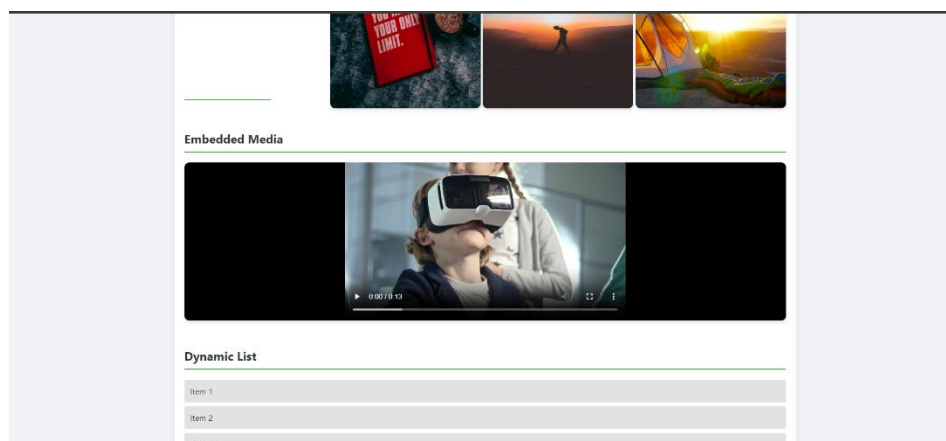 YOUR ONLY
LIMIT.
Embedded Media
0:00 / 0:13
Dynamic List
Item 1
Item 2